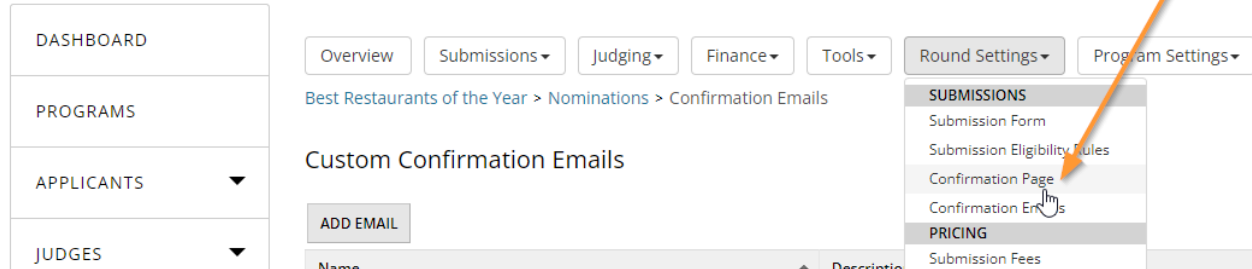 DASHBOARD
PROGRAMS
APPLICANTS
JUDGES
Overview
Submissions
Judging
Finance
Tools
Round Settings
Program Settings
Best Restaurants of the Year > Nominations > Confirmation Emails
Custom Confirmation Emails
ADD EMAIL
Name
SUBMISSIONS
Submission Form
Submission Eligibility Rules
Confirmation Page
Confirmation Emails
PRICING
Submission Fees